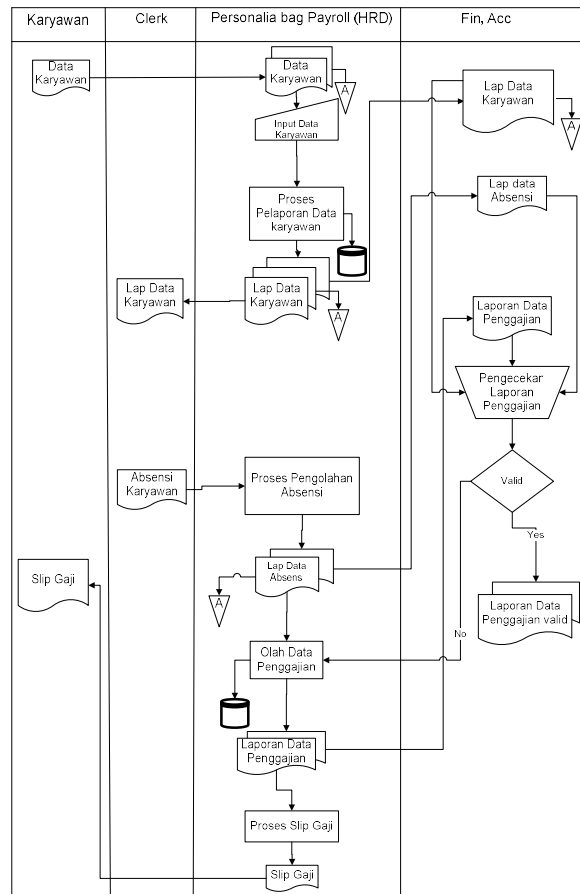 Karyawan
Clerk
Personalia bag Payroll (HRD)
Fin, Acc
Data
Karyawan
Data
Karyawan
A
Input Data
Karyawan
Lap Data
Karyawan
A
Proses
Pelaporan Data
karyawan
Lap data
Absensi
Lap Data
Karyawan
Lap Data
Karyawan
A
Laporan Data
Penggajian
Pengecekan
Laporan
Penggajian
Absensi
Karyawan
Proses Pengolahan
Absensi
Valid
Yes
Slip Gaji
Lap Data
Absens
A
Laporan Data
Penggajian valid
No
Olah Data
Penggajian
Laporan Data
Penggajian
Proses Slip Gaji
Slip Gaji